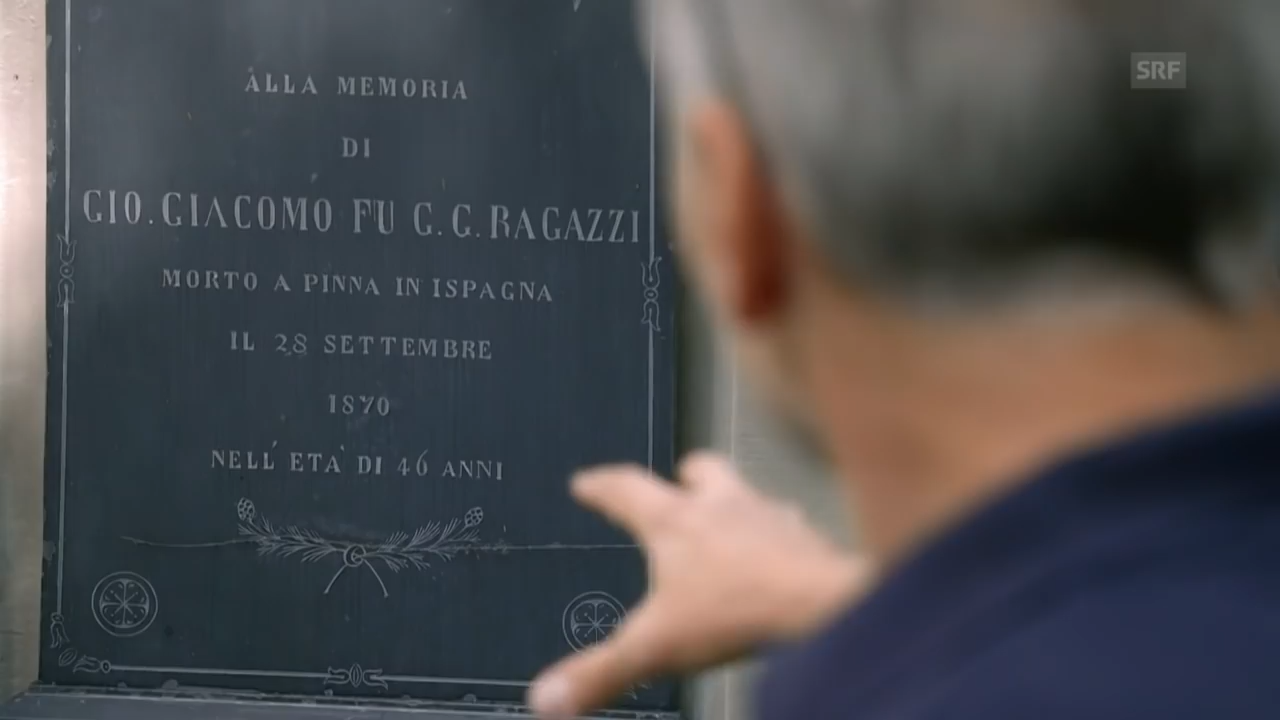 ALLA MEMORIA
DI
GIO. GIACOMO FU G. G. RAGAZZI
MORTO A PINNA IN ISPAGNA
IL 28 SETTEMBRE
1870
NELL' ETA' DI 46 ANNI
SRF